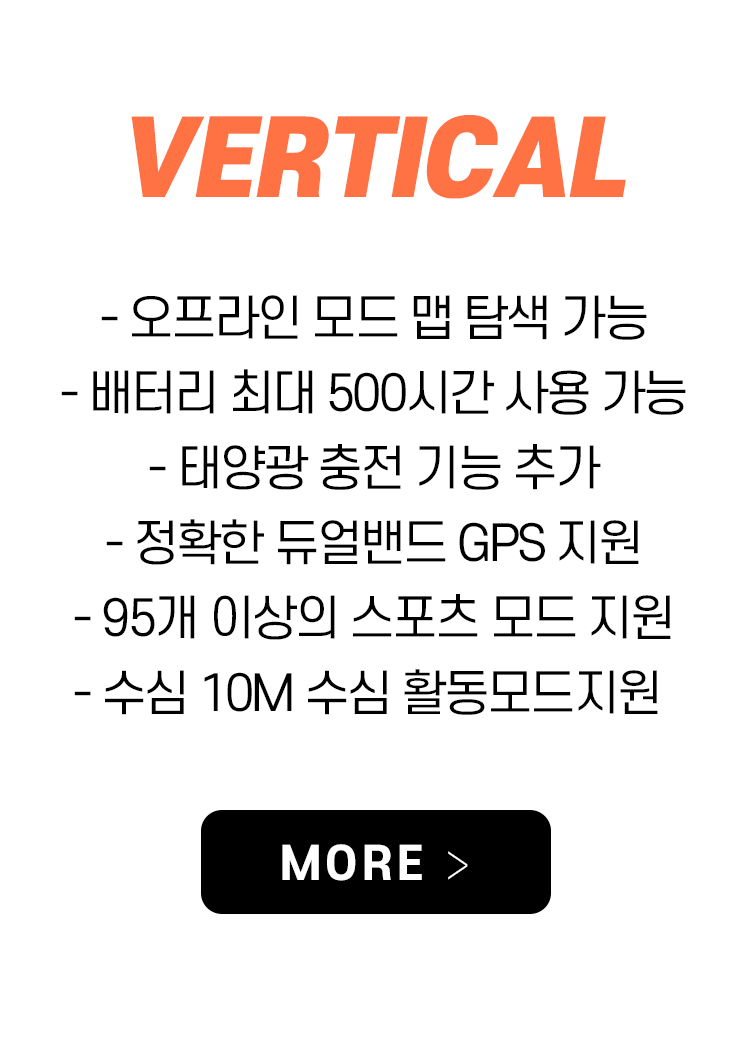 VERTICAL
- 오프라인 모드 맵 탐색 가능
- 배터리 최대 500시간 사용 가능
- 태양광 충전 기능 추가
- 정확한 듀얼밴드 GPS 지원
- 95개 이상의 스포츠 모드 지원
- 수심 10M 수심 활동모드지원
MORE >